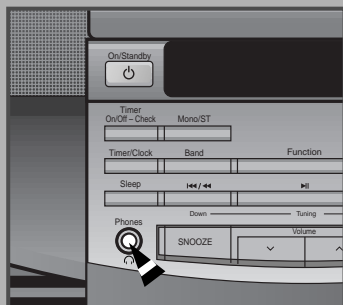 On/Standby
Timer
On/Off – Check Mono/ST
Timer/Clock Band Function
Sleep
Down Tuning
Phones Volume
SNOOZE